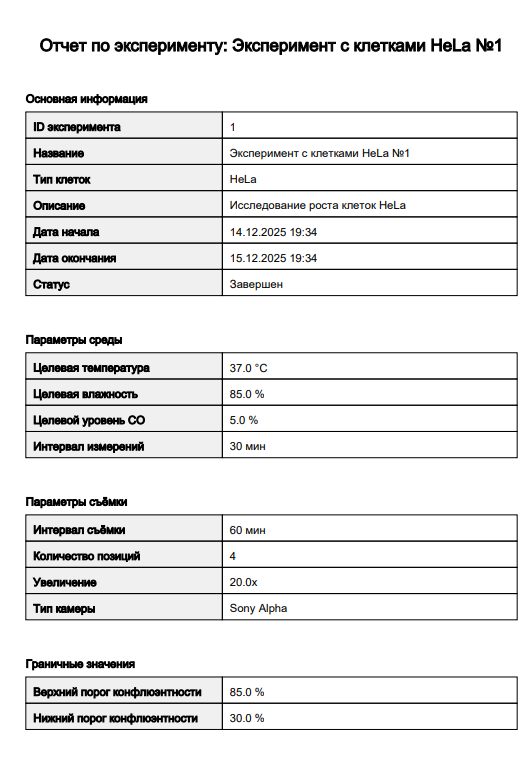 Отчет по эксперименту: Эксперимент с клетками HeLa №1
Основная информация
ID эксперимента 1
Название Эксперимент с клетками HeLa №1
Тип клеток HeLa
Описание Исследование роста клеток HeLa
Дата начала 14.12.2025 19:34
Дата окончания 15.12.2025 19:34
Статус Завершен
Параметры среды
Целевая температура 37.0 °C
Целевая влажность 85.0 %
Целевой уровень CO 5.0 %
Интервал измерений 30 мин
Параметры съёмки
Интервал съёмки 60 мин
Количество позиций 4
Увеличение 20.0x
Тип камеры Sony Alpha
Граничные значения
Верхний порог конфлюэнтности 85.0 %
Нижний порог конфлюэнтности 30.0 %